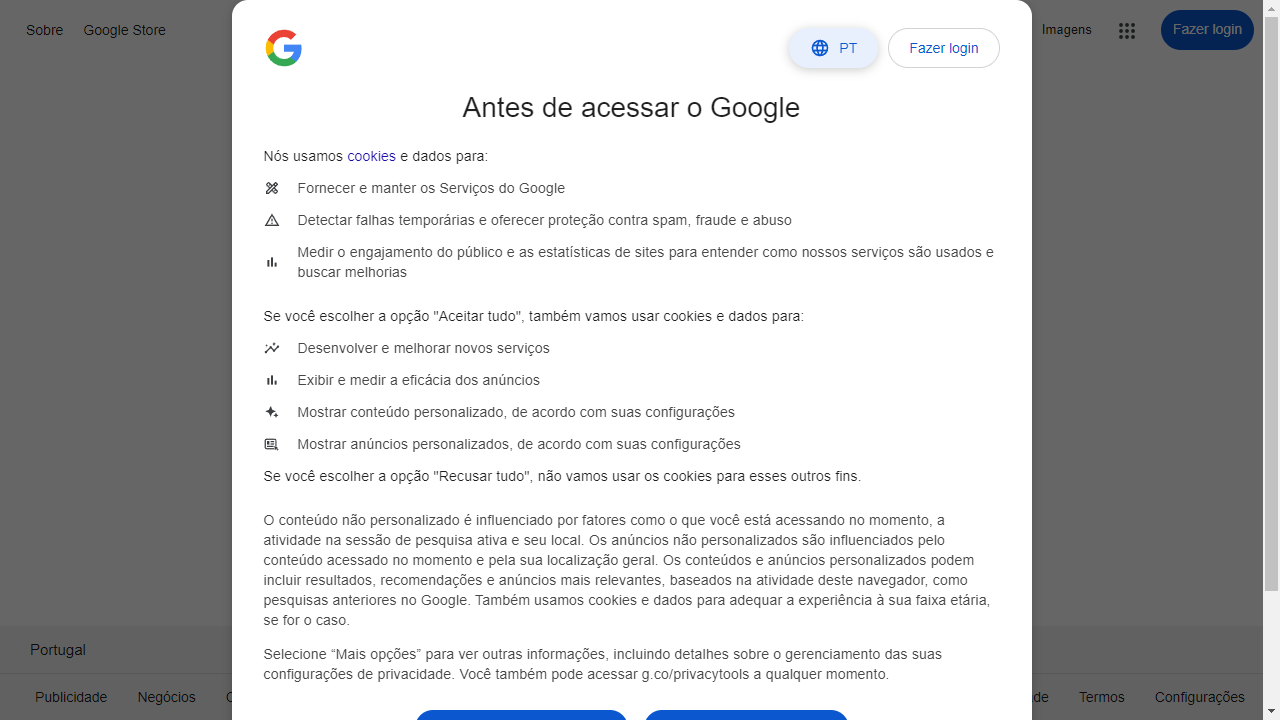 Sobre
Google Store
Imagens
Fazer login
PT
Fazer login
Antes de acessar o Google
Nós usamos cookies e dados para:
Fornecer e manter os Serviços do Google
Detectar falhas temporárias e oferecer proteção contra spam, fraude e abuso
Medir o engajamento do público e as estatísticas de sites para entender como nossos serviços são usados e
buscar melhorias
Se você escolher a opção "Aceitar tudo", também vamos usar cookies e dados para:
Desenvolver e melhorar novos serviços
Exibir e medir a eficácia dos anúncios
Mostrar conteúdo personalizado, de acordo com suas configurações
Mostrar anúncios personalizados, de acordo com suas configurações
Se você escolher a opção "Recusar tudo", não vamos usar os cookies para esses outros fins.
O conteúdo não personalizado é influenciado por fatores como o que você está acessando no momento, a
atividade na sessão de pesquisa ativa e seu local. Os anúncios não personalizados são influenciados pelo
conteúdo acessado no momento e pela sua localização geral. Os conteúdos e anúncios personalizados podem
incluir resultados, recomendações e anúncios mais relevantes, baseados na atividade deste navegador, como
pesquisas anteriores no Google. Também usamos cookies e dados para adequar a experiência à sua faixa etária,
se for o caso.
Selecione “Mais opções” para ver outras informações, incluindo detalhes sobre o gerenciamento das suas
configurações de privacidade. Você também pode acessar g.co/privacytools a qualquer momento.
Portugal
Publicidade
Negócios
Termos
Configurações